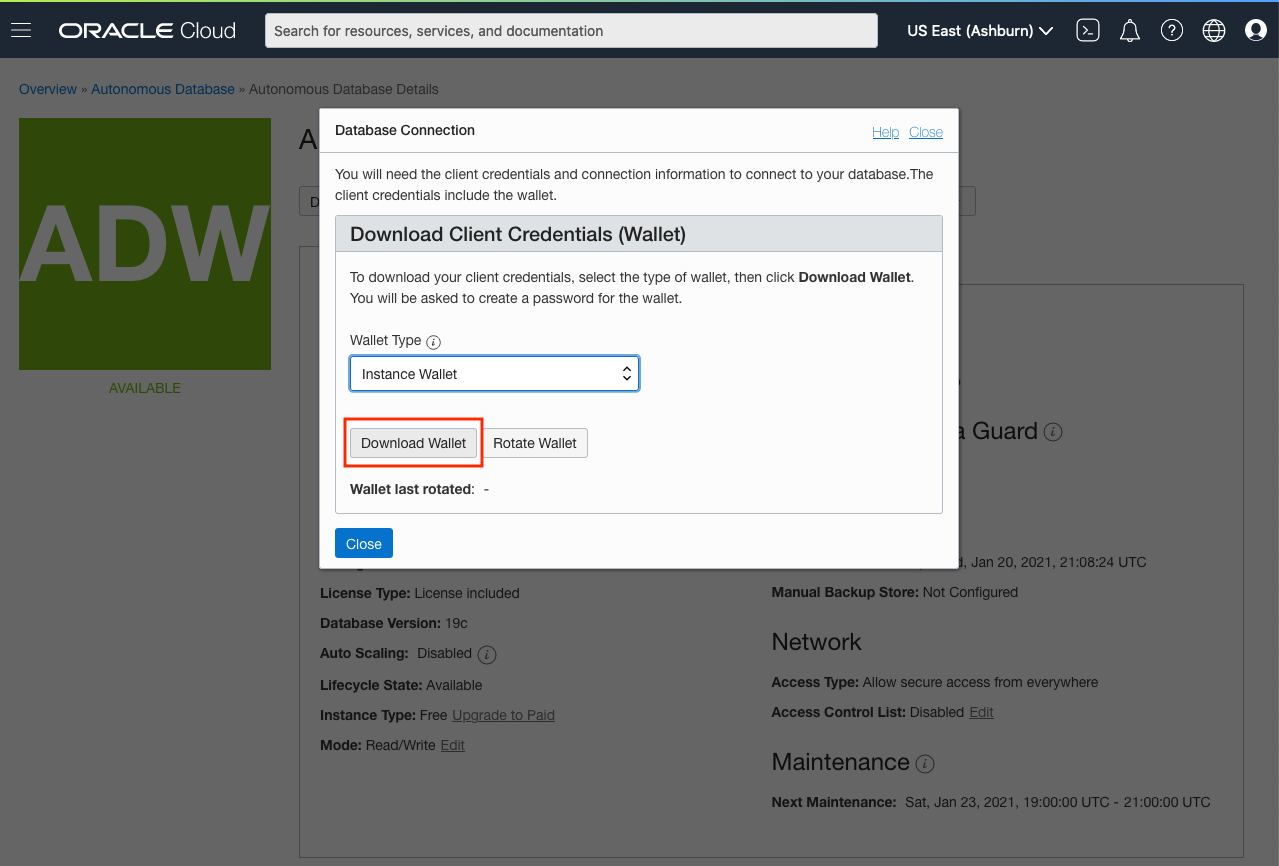 ORACLE Cloud
Search for resources, services, and documentation
US East (Ashburn)
Overview » Autonomous Database » Autonomous Database Details
ADW
AVAILABLE
A
D
Database Connection
Help Close
You will need the client credentials and connection information to connect to your database.The
client credentials include the wallet.
Download Client Credentials (Wallet)
To download your client credentials, select the type of wallet, then click Download Wallet.
You will be asked to create a password for the wallet.
Wallet Type
Instance Wallet
Download Wallet Rotate Wallet
Wallet last rotated: -
Close
License Type: License included
Database Version: 19c
Auto Scaling: Disabled
Lifecycle State: Available
Instance Type: Free Upgrade to Paid
Mode: Read/Write Edit
a Guard
d, Jan 20, 2021, 21:08:24 UTC
Manual Backup Store: Not Configured
Network
Access Type: Allow secure access from everywhere
Access Control List: Disabled Edit
Maintenance
Next Maintenance: Sat, Jan 23, 2021, 19:00:00 UTC - 21:00:00 UTC